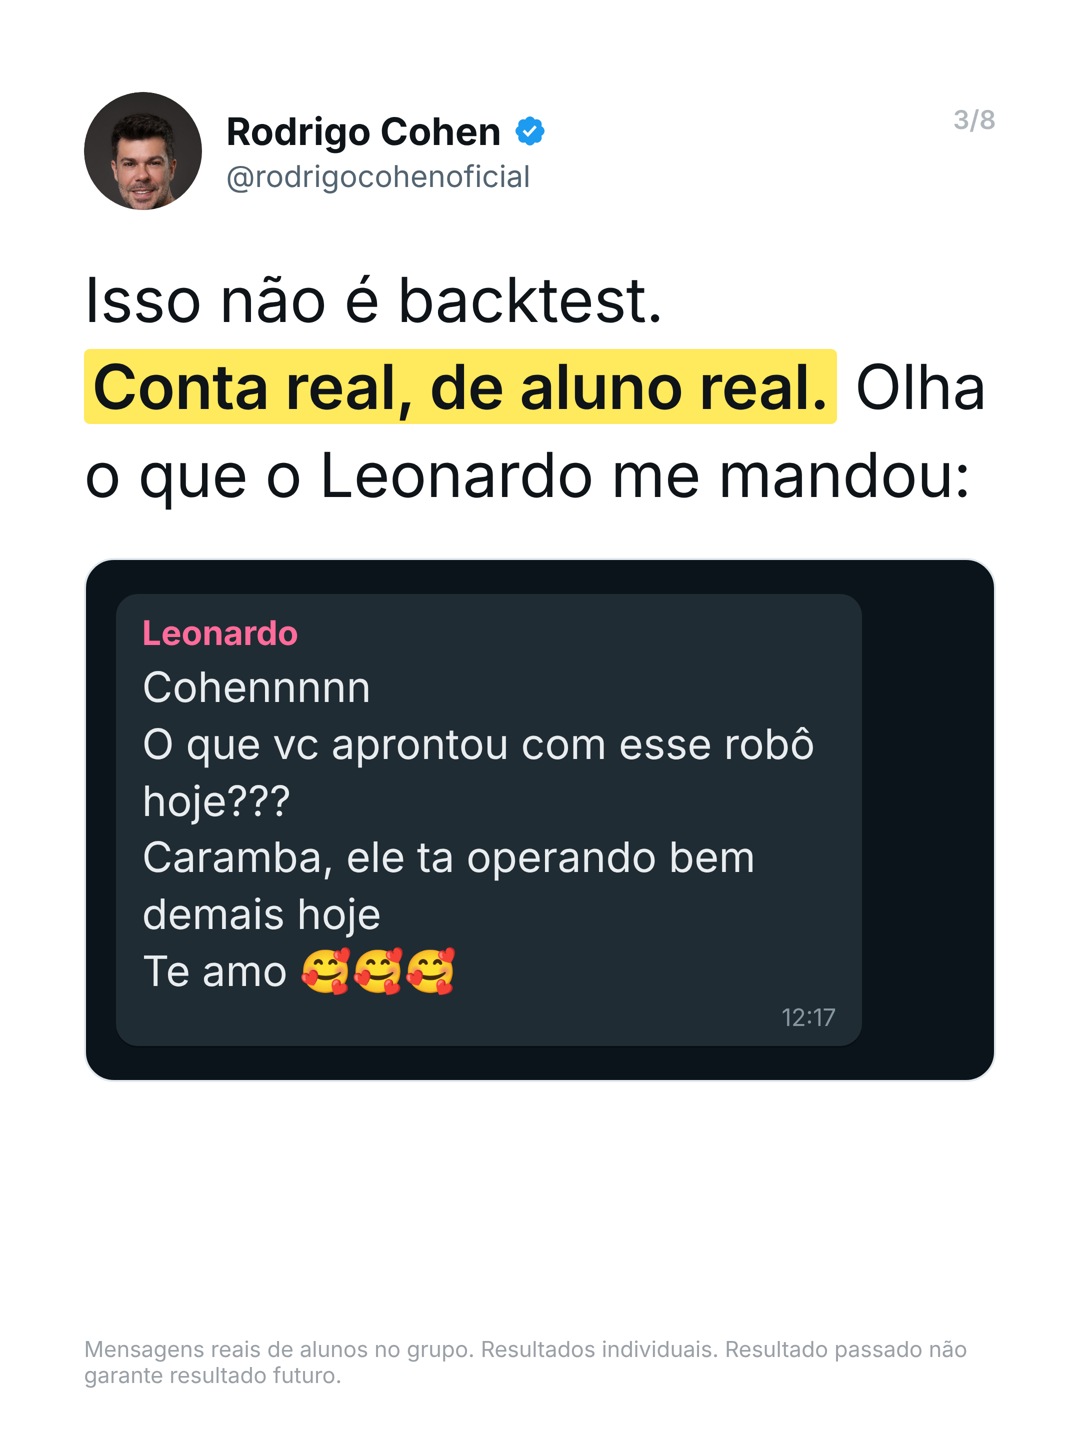 Rodrigo Cohen
@rodrigocohenoficial
3/8
Isso não é backtest.
Conta real, de aluno real. Olha
o que o Leonardo me mandou:
Leonardo
Cohennnnn
O que vc aprontou com esse robô
hoje???
Caramba, ele ta operando bem
demais hoje
Te amo 🥰🥰🥰
12:17
Mensagens reais de alunos no grupo. Resultados individuais. Resultado passado não
garante resultado futuro.